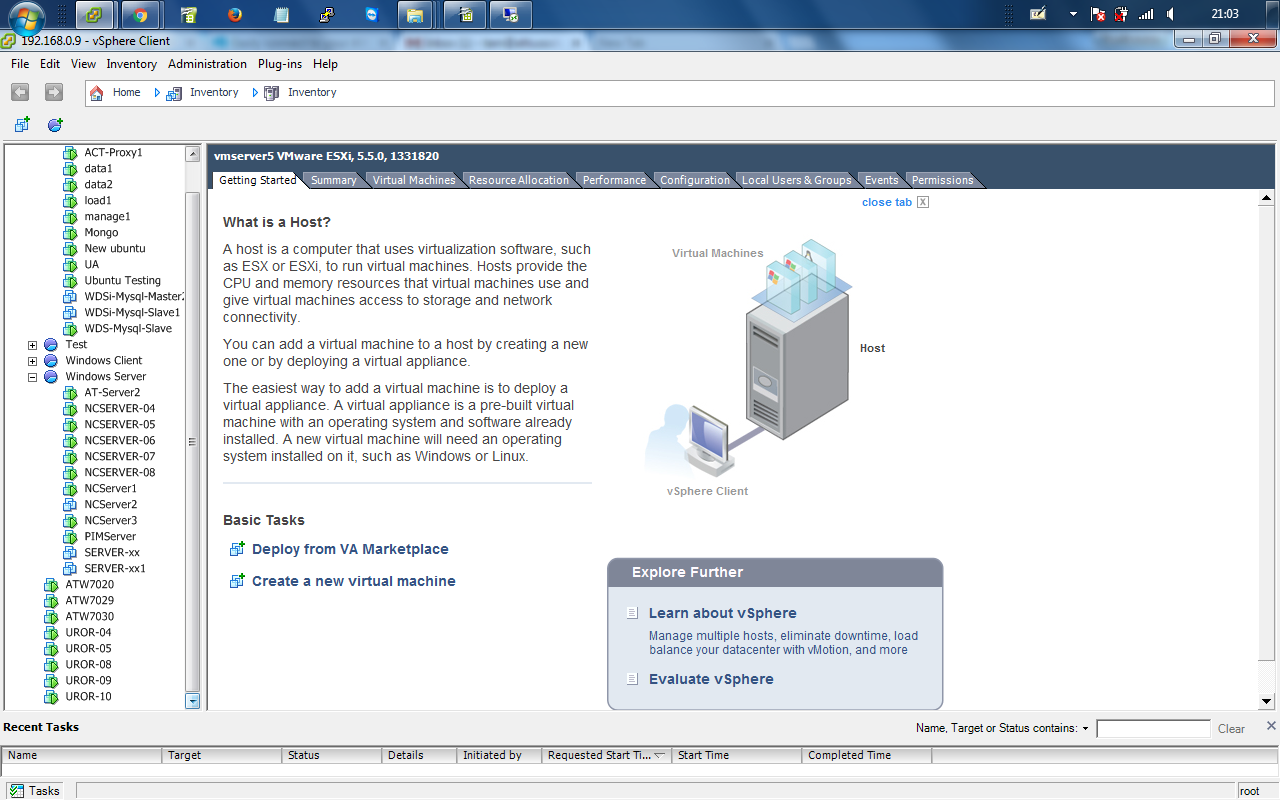 21:03
192.168.0.9 - vSphere Client
File Edit View Inventory Administration Plug-ins Help
Home Inventory Inventory
ACT-Proxy1
data1
data2
load1
manage1
Mongo
New ubuntu
UA
Ubuntu Testing
WDSi-Mysql-Master2
WDSi-Mysql-Slave1
WDS-Mysql-Slave
Test
Windows Client
Windows Server
AT-Server2
NCSERVER-04
NCSERVER-05
NCSERVER-06
NCSERVER-07
NCSERVER-08
NCServer1
NCServer2
NCServer3
PIMServer
SERVER-xx
SERVER-xx1
ATW7020
ATW7029
ATW7030
UROR-04
UROR-05
UROR-08
UROR-09
UROR-10
vmserver5 VMware ESXi, 5.5.0, 1331820
Getting Started Summary Virtual Machines Resource Allocation Performance Configuration Local Users & Groups Events Permissions
close tab X
What is a Host?
A host is a computer that uses virtualization software, such
as ESX or ESXi, to run virtual machines. Hosts provide the
CPU and memory resources that virtual machines use and
give virtual machines access to storage and network
connectivity.
You can add a virtual machine to a host by creating a new
one or by deploying a virtual appliance.
The easiest way to add a virtual machine is to deploy a
virtual appliance. A virtual appliance is a pre-built virtual
machine with an operating system and software already
installed. A new virtual machine will need an operating
system installed on it, such as Windows or Linux.
Basic Tasks
Deploy from VA Marketplace
Create a new virtual machine
Virtual Machines
Host
vSphere Client
Explore Further
Learn about vSphere
Manage multiple hosts, eliminate downtime, load
balance your datacenter with vMotion, and more
Evaluate vSphere
Recent Tasks
Name, Target or Status contains: Clear
Name Target Status Details Initiated by Requested Start Ti... Start Time Completed Time
Tasks
root